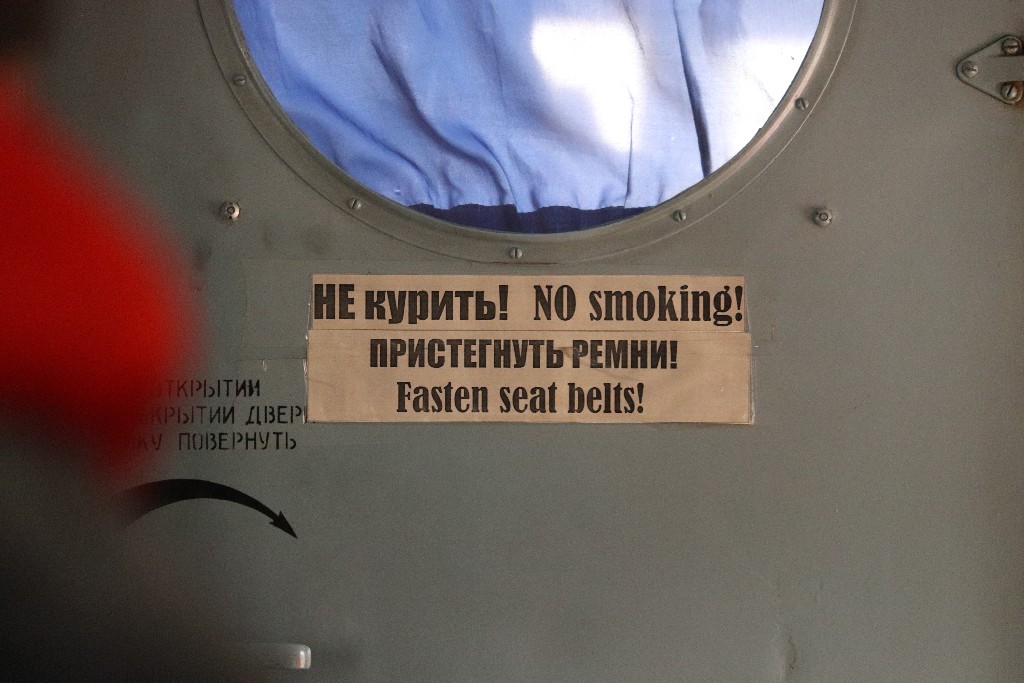 НЕ курить! NO smoking!
ПРИСТЕГНУТЬ РЕМНИ!
Fasten seat belts!
ПОВЕРНУТЬ